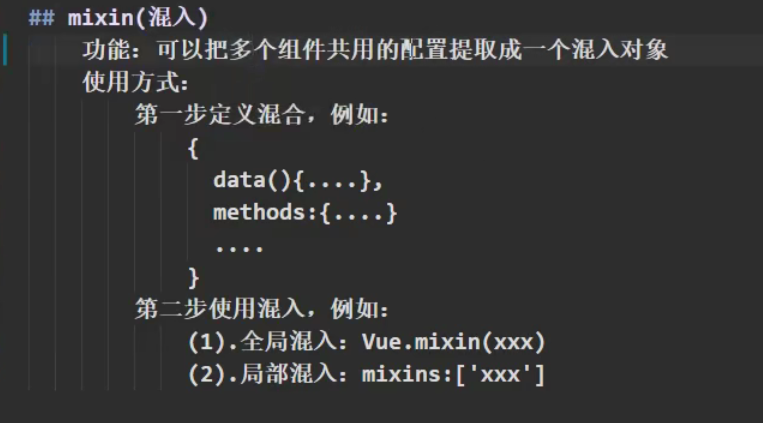 ## mixin(混入)
功能：可以把多个组件共用的配置提取成一个混入对象
使用方式：
第一步定义混合，例如：
{
data(){....},
methods:{....}
....
}
第二步使用混入，例如：
(1).全局混入：Vue.mixin(xxx)
(2).局部混入：mixins:['xxx']